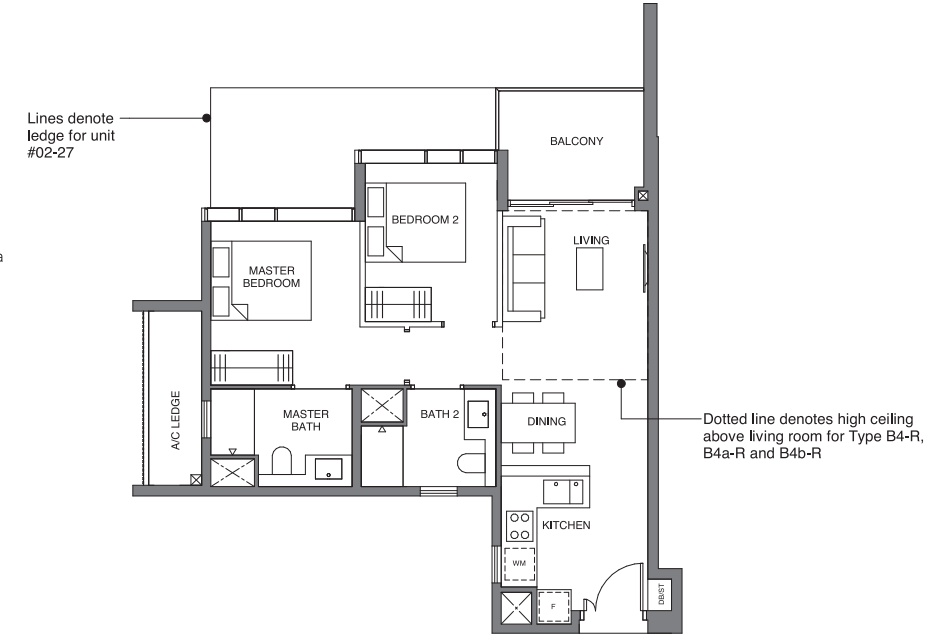 Lines denote
ledge for unit
#02-27
BALCONY
BEDROOM 2
LIVING
a
MASTER
BEDROOM
A/C LEDGE
MASTER
BATH
BATH 2
DINING
Dotted line denotes high ceiling
above living room for Type B4-R,
B4a-R and B4b-R
KITCHEN
WM
F
DB/ST